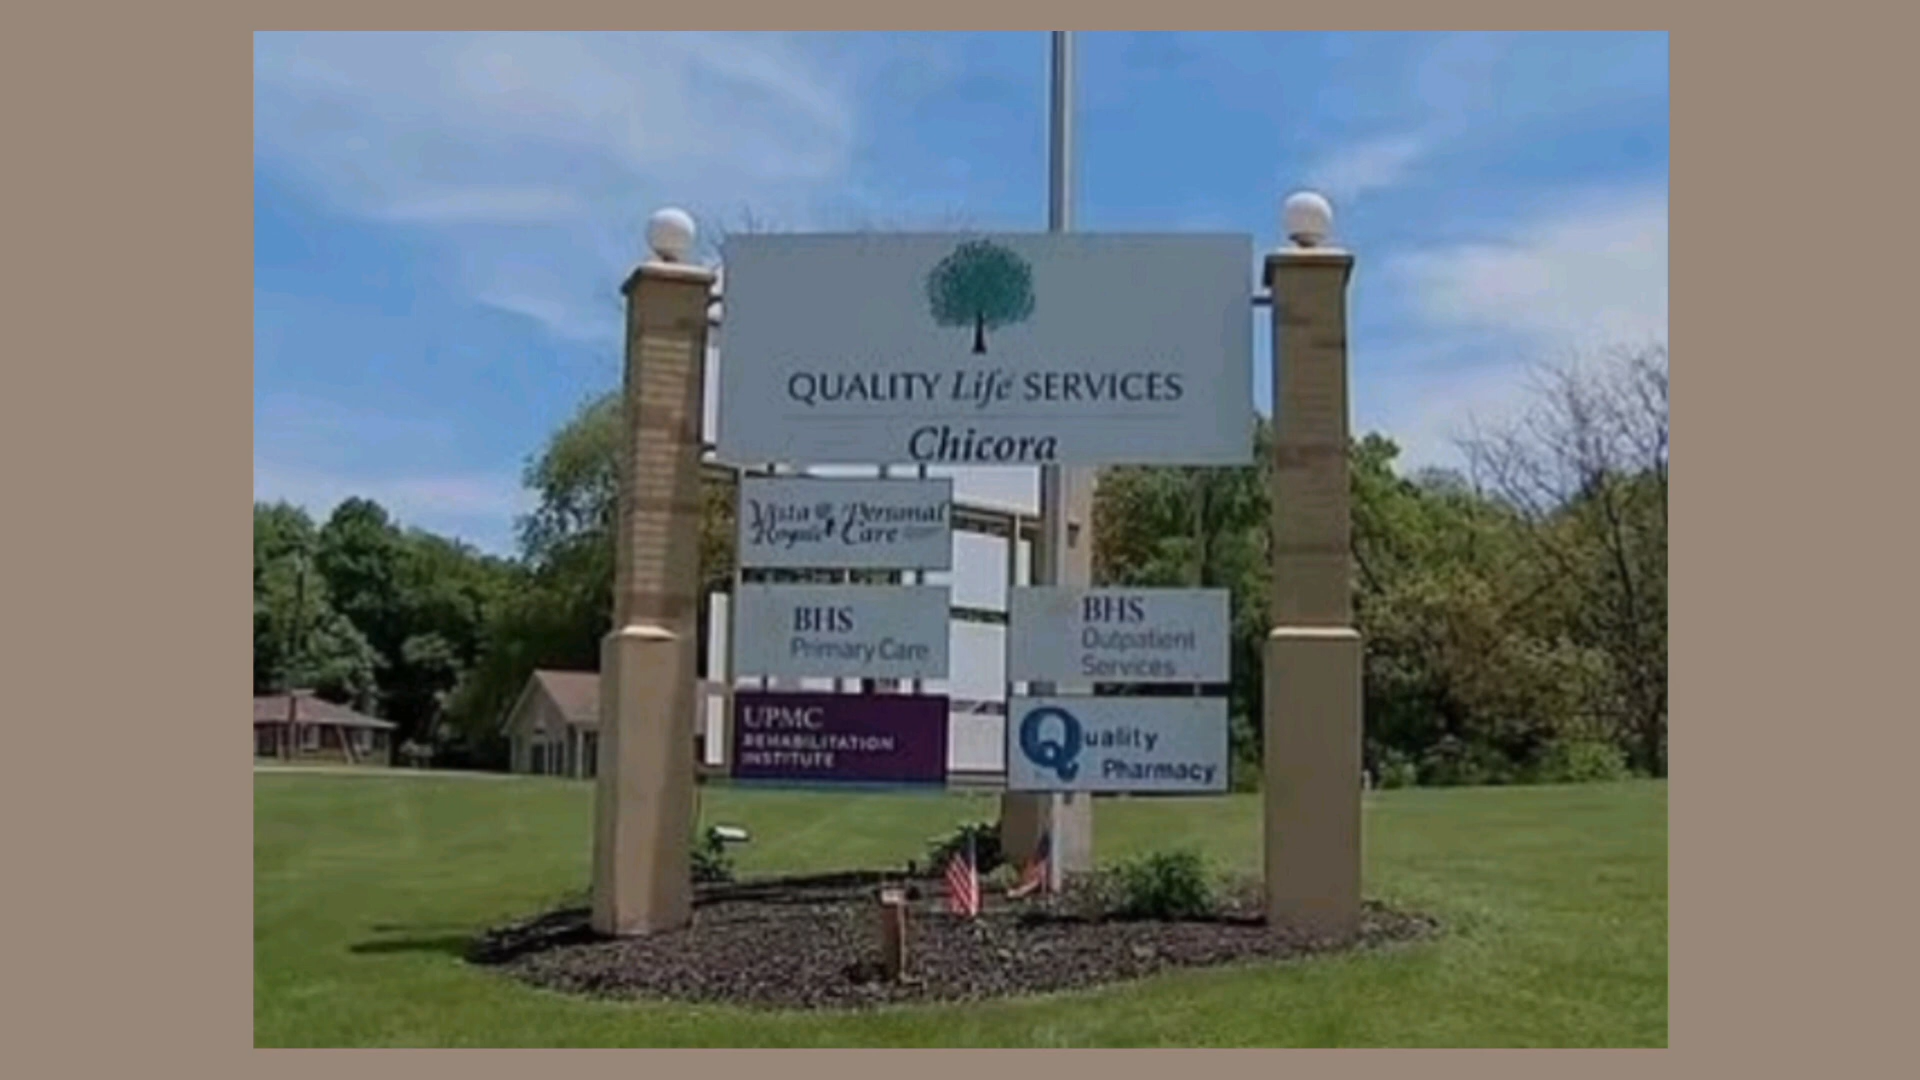 QUALITY Life SERVICES
Chicora
Vista Personal
Royale Care
BHS
Primary Care
UPMC
REHABILITATION
INSTITUTE
BHS
Outpatient
Services
Quality
Pharmacy